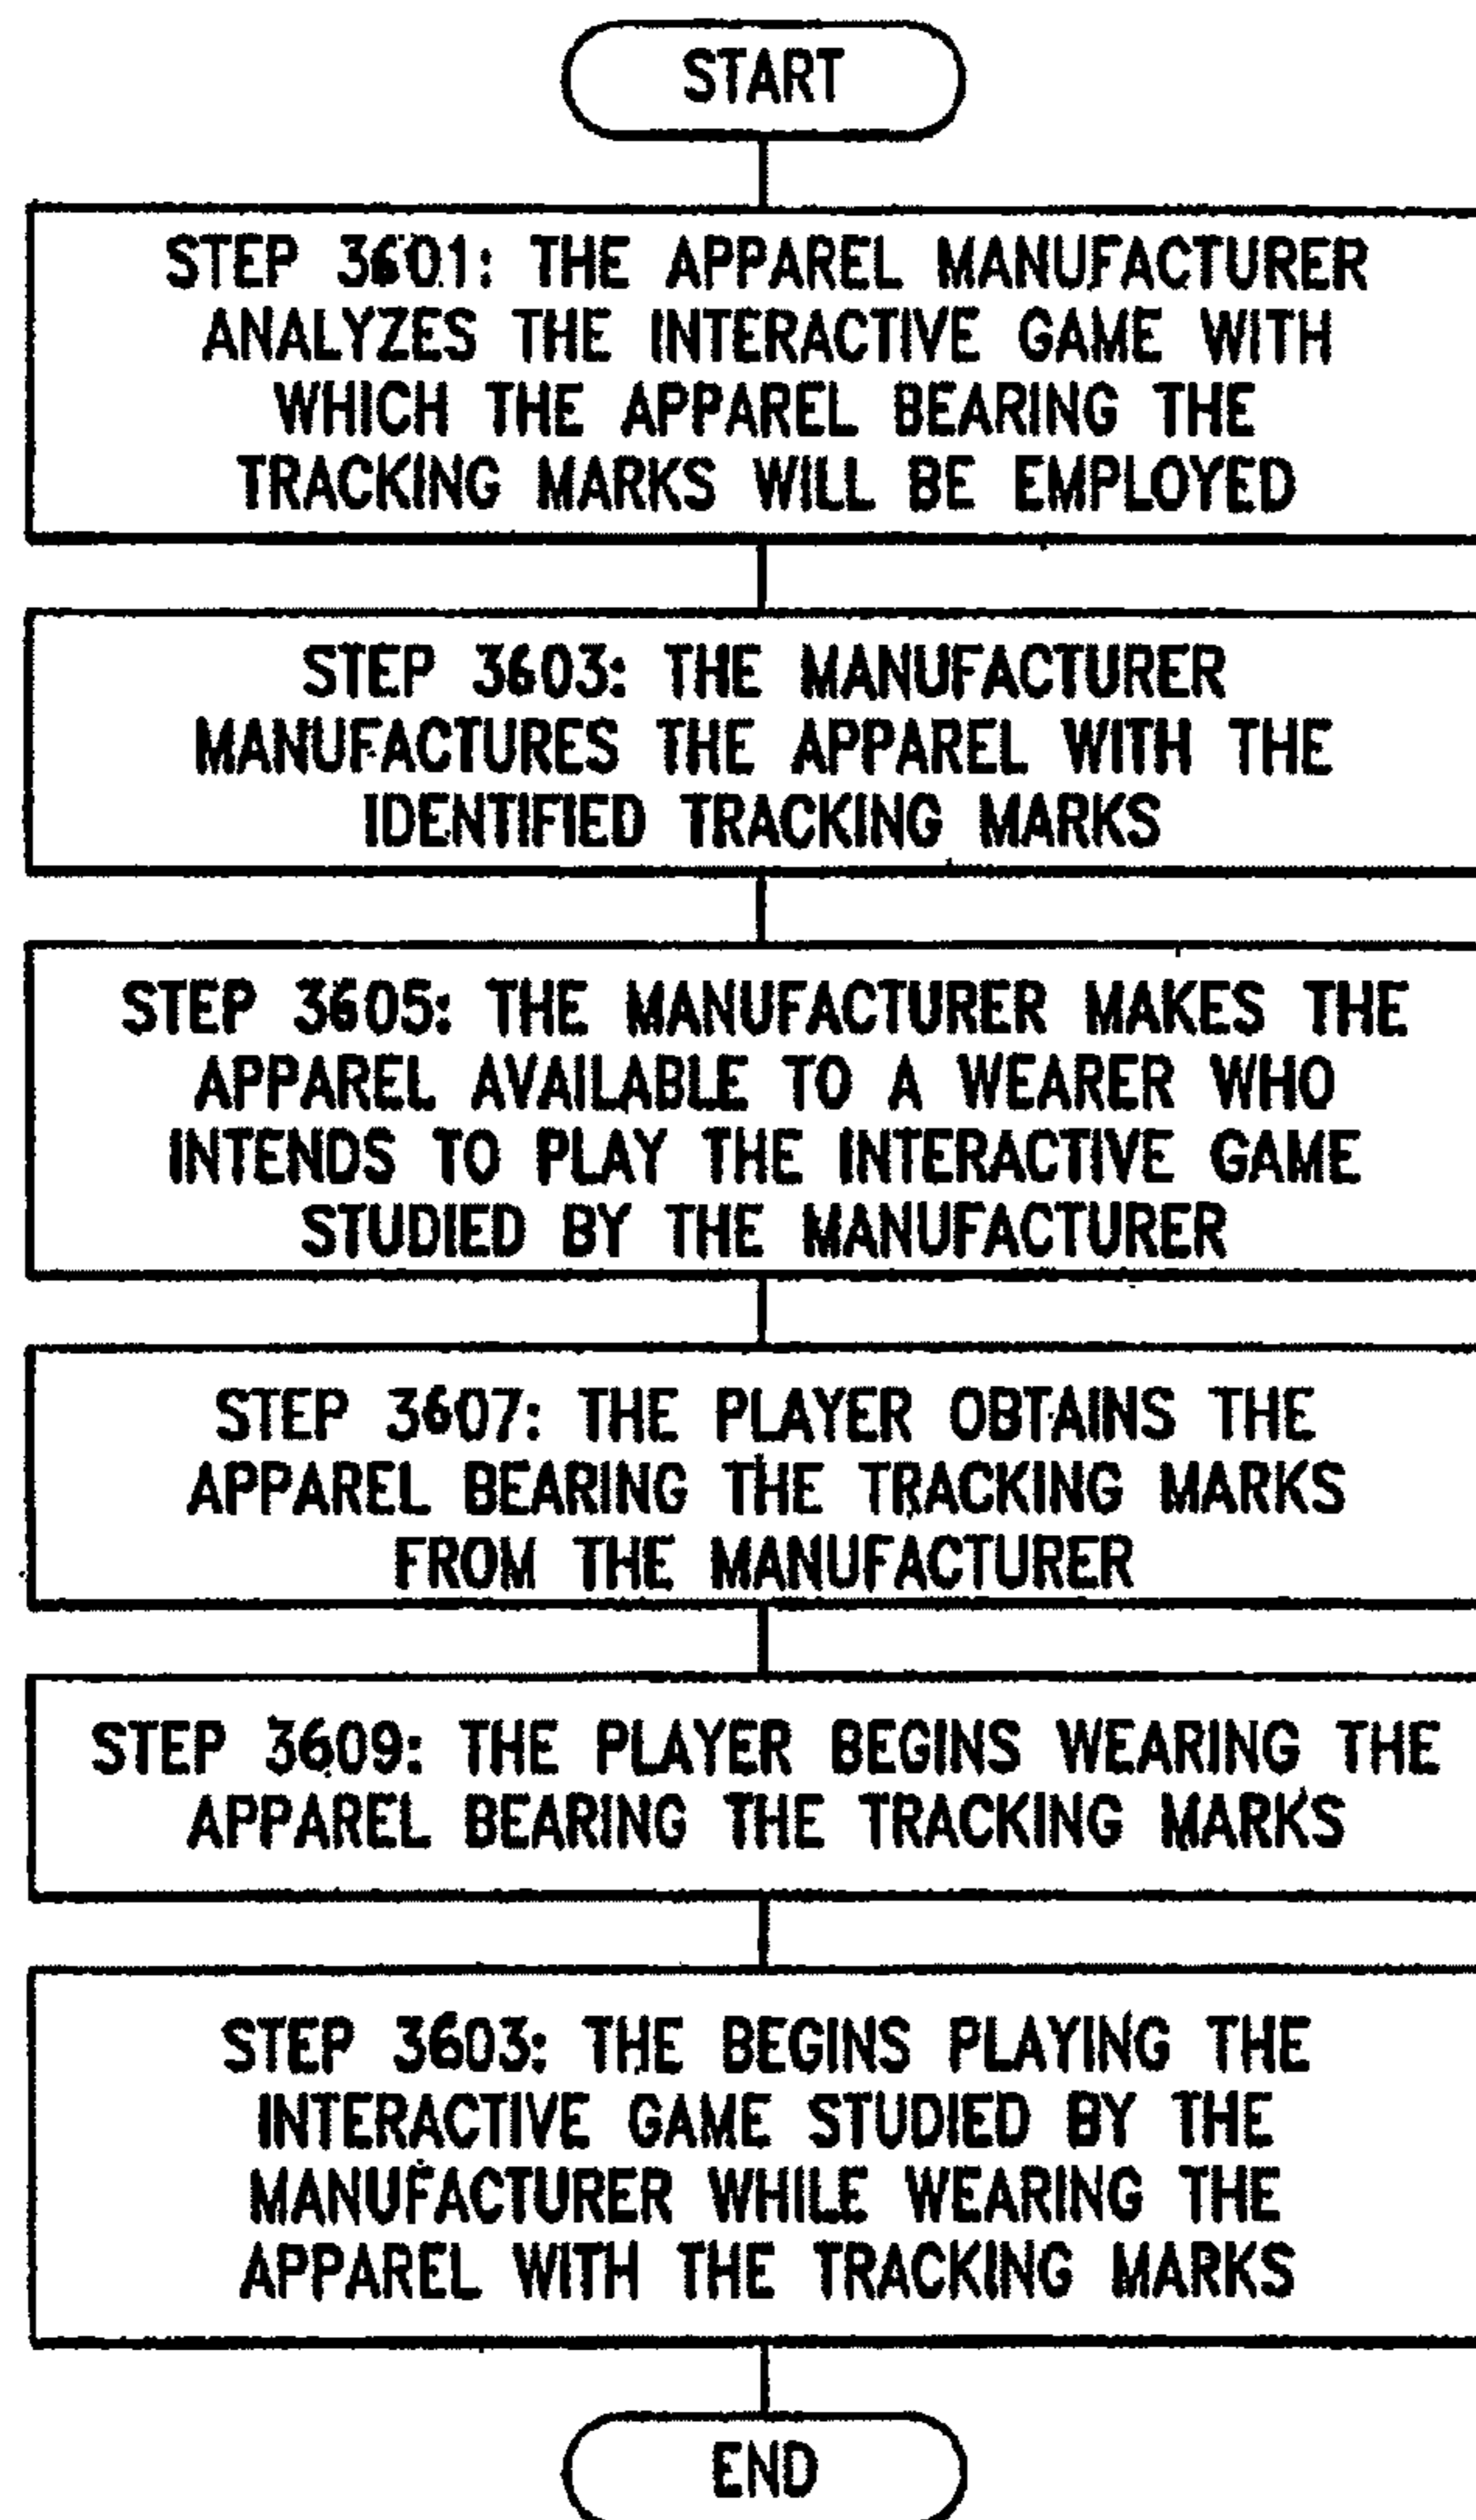 START
STEP 3601: THE APPAREL MANUFACTURER
ANALYZES THE INTERACTIVE GAME WITH
WHICH THE APPAREL BEARING THE
TRACKING MARKS WILL BE EMPLOYED
STEP 3603: THE MANUFACTURER
MANUFACTURES THE APPAREL WITH THE
IDENTIFIED TRACKING MARKS
STEP 3605: THE MANUFACTURER MAKES THE
APPAREL AVAILABLE TO A WEARER WHO
INTENDS TO PLAY THE INTERACTIVE GAME
STUDIED BY THE MANUFACTURER
STEP 3607: THE PLAYER OBTAINS THE
APPAREL BEARING THE TRACKING MARKS
FROM THE MANUFACTURER
STEP 3609: THE PLAYER BEGINS WEARING THE
APPAREL BEARING THE TRACKING MARKS
STEP 3603: THE BEGINS PLAYING THE
INTERACTIVE GAME STUDIED BY THE
MANUFACTURER WHILE WEARING THE
APPAREL WITH THE TRACKING MARKS
END